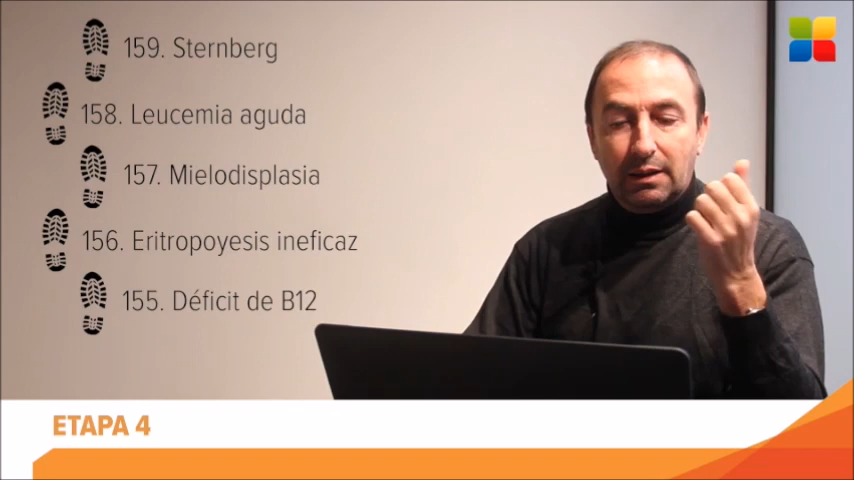 159. Sternberg
158. Leucemia aguda
157. Mielodisplasia
156. Eritropoyesis ineficaz
155. Déficit de B12
ETAPA 4